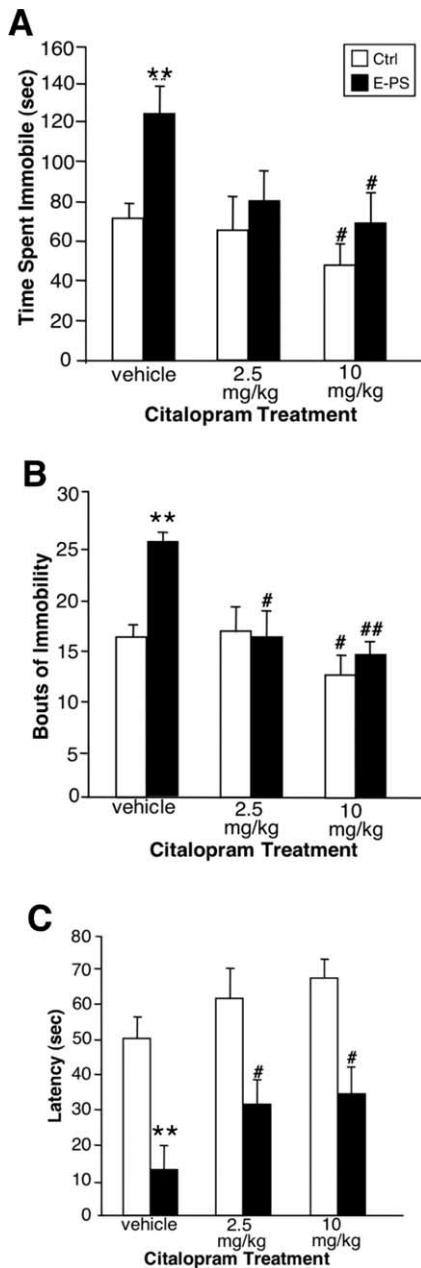 A
Time Spent Immobile (sec)
160
140
120
100
80
60
40
20
0
**
#
#
Ctrl
E-PS
vehicle
2.5
mg/kg
10
mg/kg
Citalopram Treatment
B
Bouts of Immobility
30
25
20
15
10
5
0
**
#
#
##
vehicle
2.5
mg/kg
10
mg/kg
Citalopram Treatment
C
Latency (sec)
80
70
60
50
40
30
20
10
0
**
#
#
vehicle
2.5
mg/kg
10
mg/kg
Citalopram Treatment